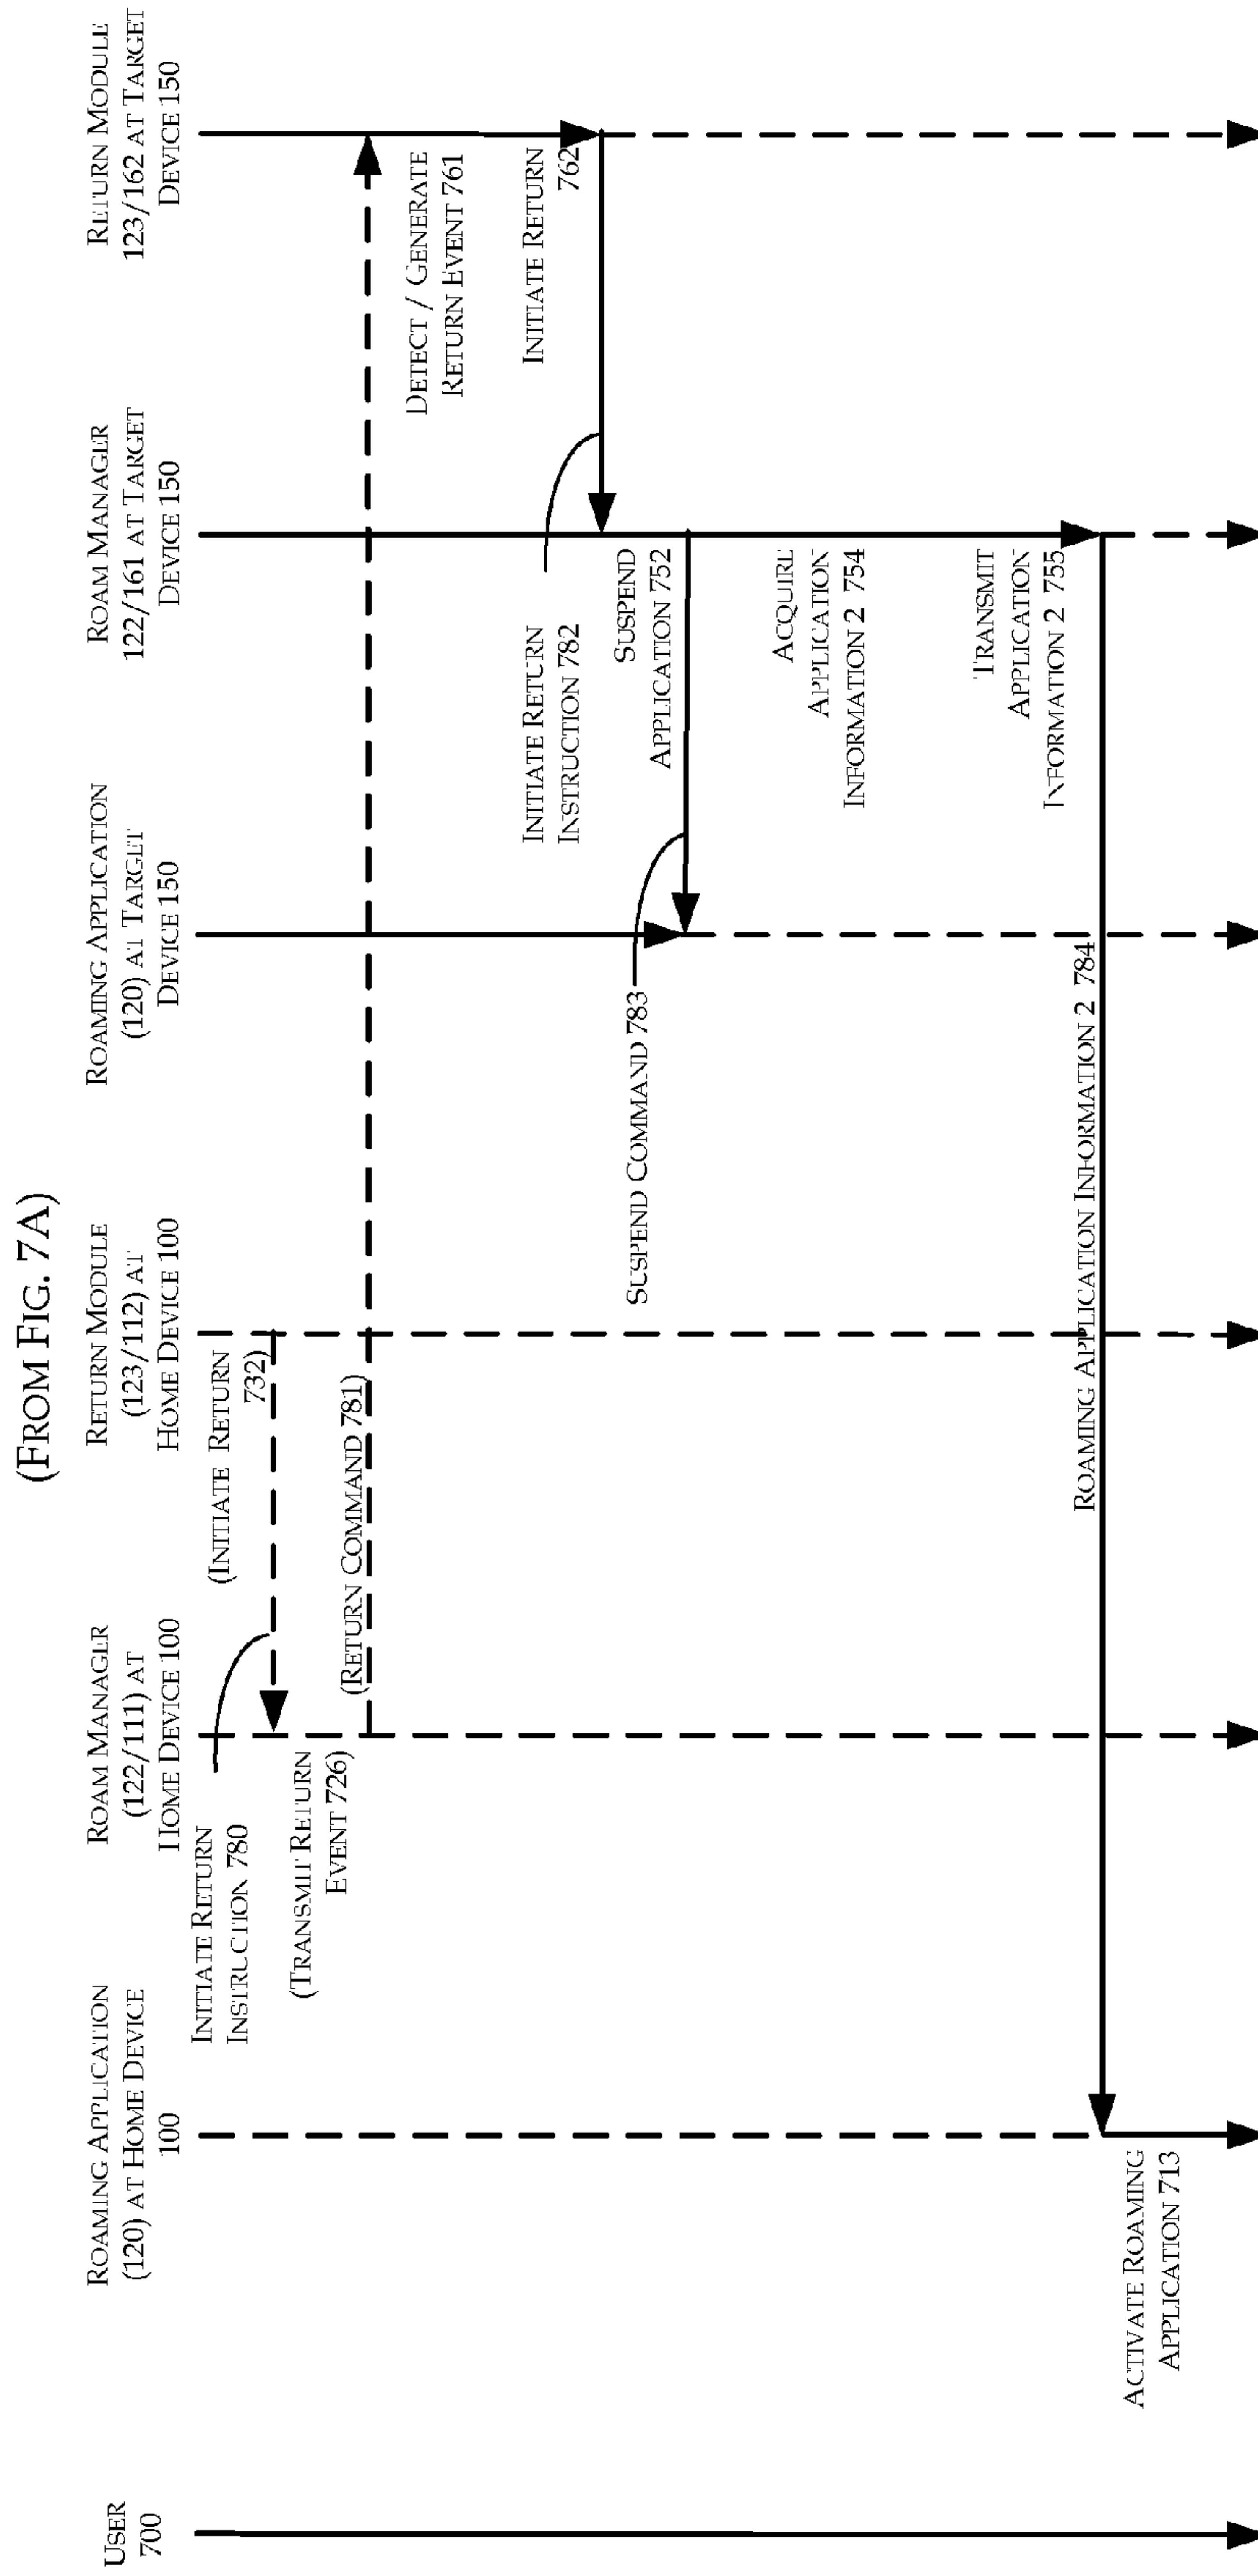 (FROM FIG. 7A)
USER
700
ROAMING APPLICATION
(120) AT HOME DEVICE
100
ROAM MANAGER
(122/111) AT
HOME DEVICE 100
RETURN MODULE
(123/112) AT
HOME DEVICE 100
ROAMING APPLICATION
(120) AT TARGET
DEVICE 150
ROAM MANAGER
122/161 AT TARGET
DEVICE 150
RETURN MODULE
123/162 AT TARGET
DEVICE 150
INITIATE RETURN
INSTRUCTION 780
(INITIATE RETURN
732)
(TRANSMIT RETURN
EVENT 726)
(RETURN COMMAND 781)
DETECT / GENERATE
RETURN EVENT 761
INITIATE RETURN
INSTRUCTION 782
INITIATE RETURN
762
SUSPEND COMMAND 783
SUSPEND
APPLICATION 752
ACQUIRE
APPLICATION
INFORMATION 2 754
TRANSMIT
APPLICATION
INFORMATION 2 755
ROAMING APPLICATION INFORMATION 2 784
ACTIVATE ROAMING
APPLICATION 713